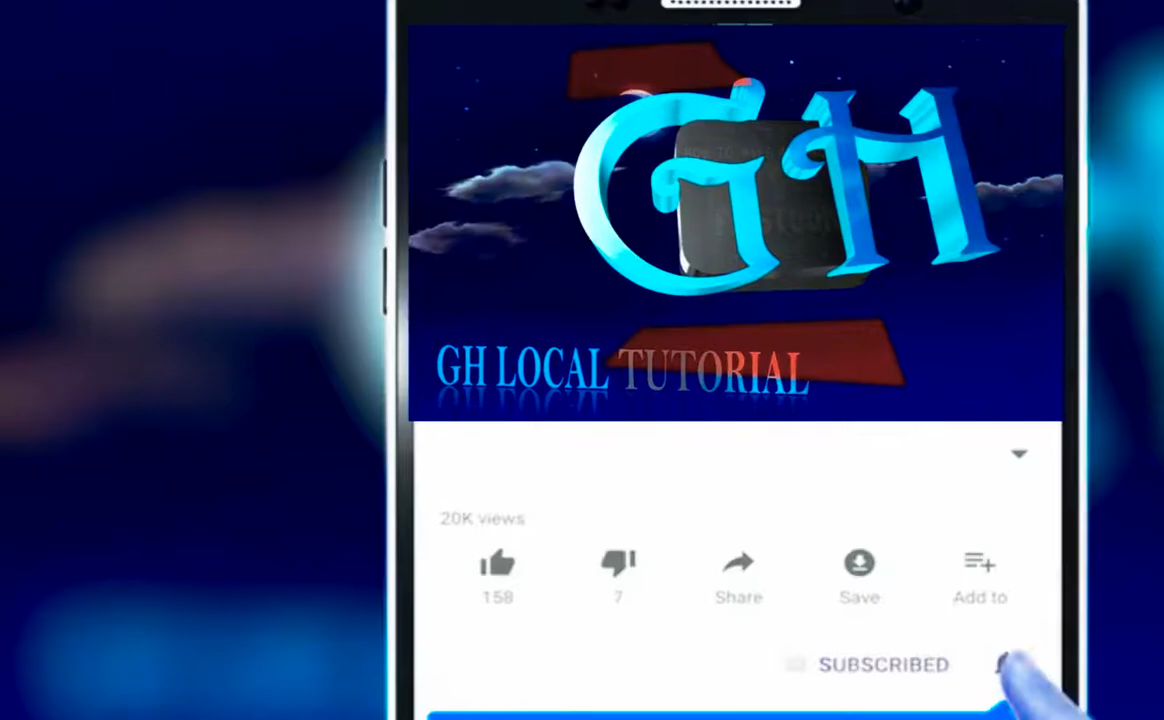 GH
GH LOCAL TUTORIAL
20K views
158
7
Share
Save
Add to
SUBSCRIBED